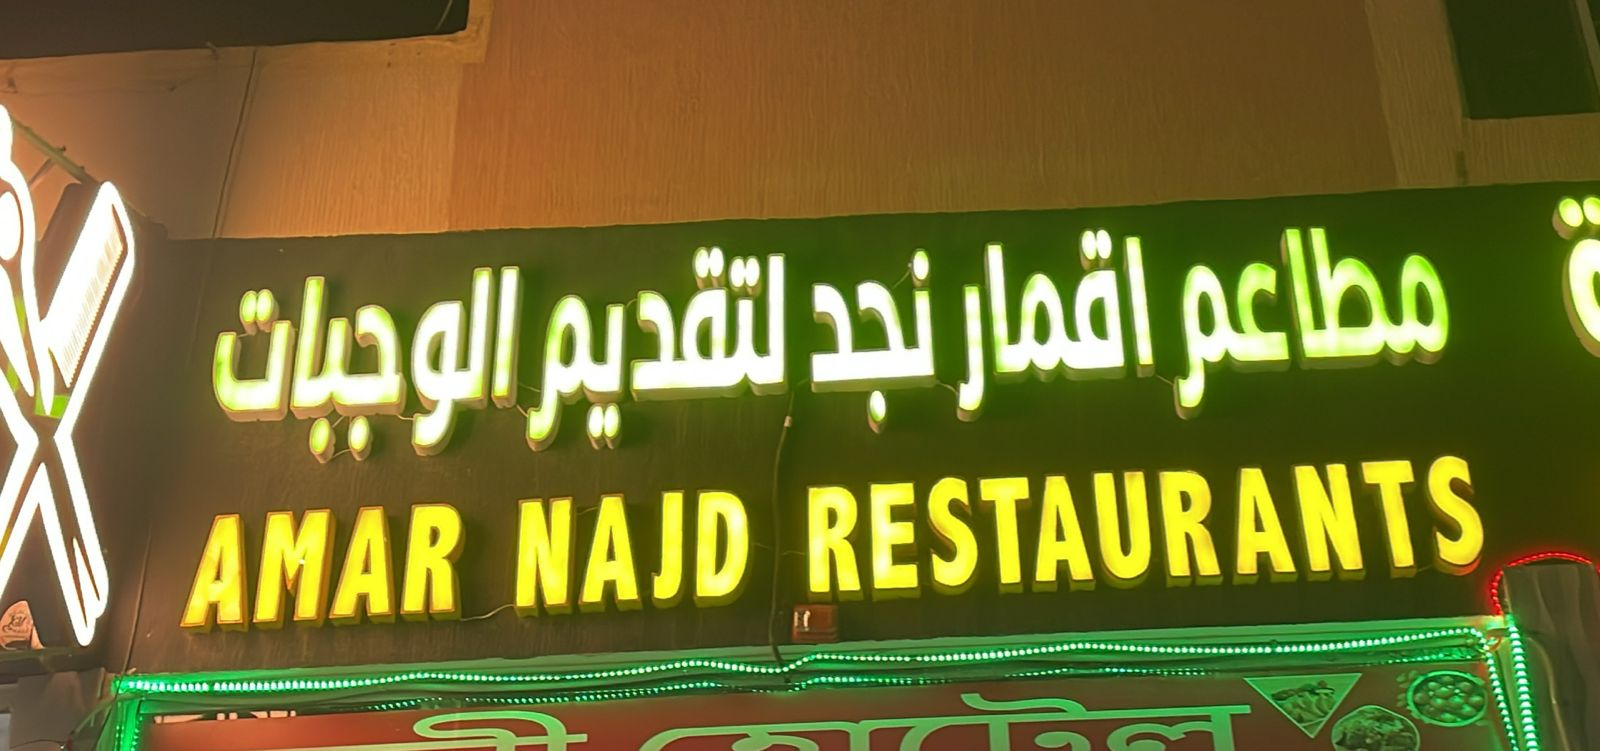 مطاعم اقمار نجد لتقديم الوجبات
AMAR NAJD RESTAURANTS
হোটেল